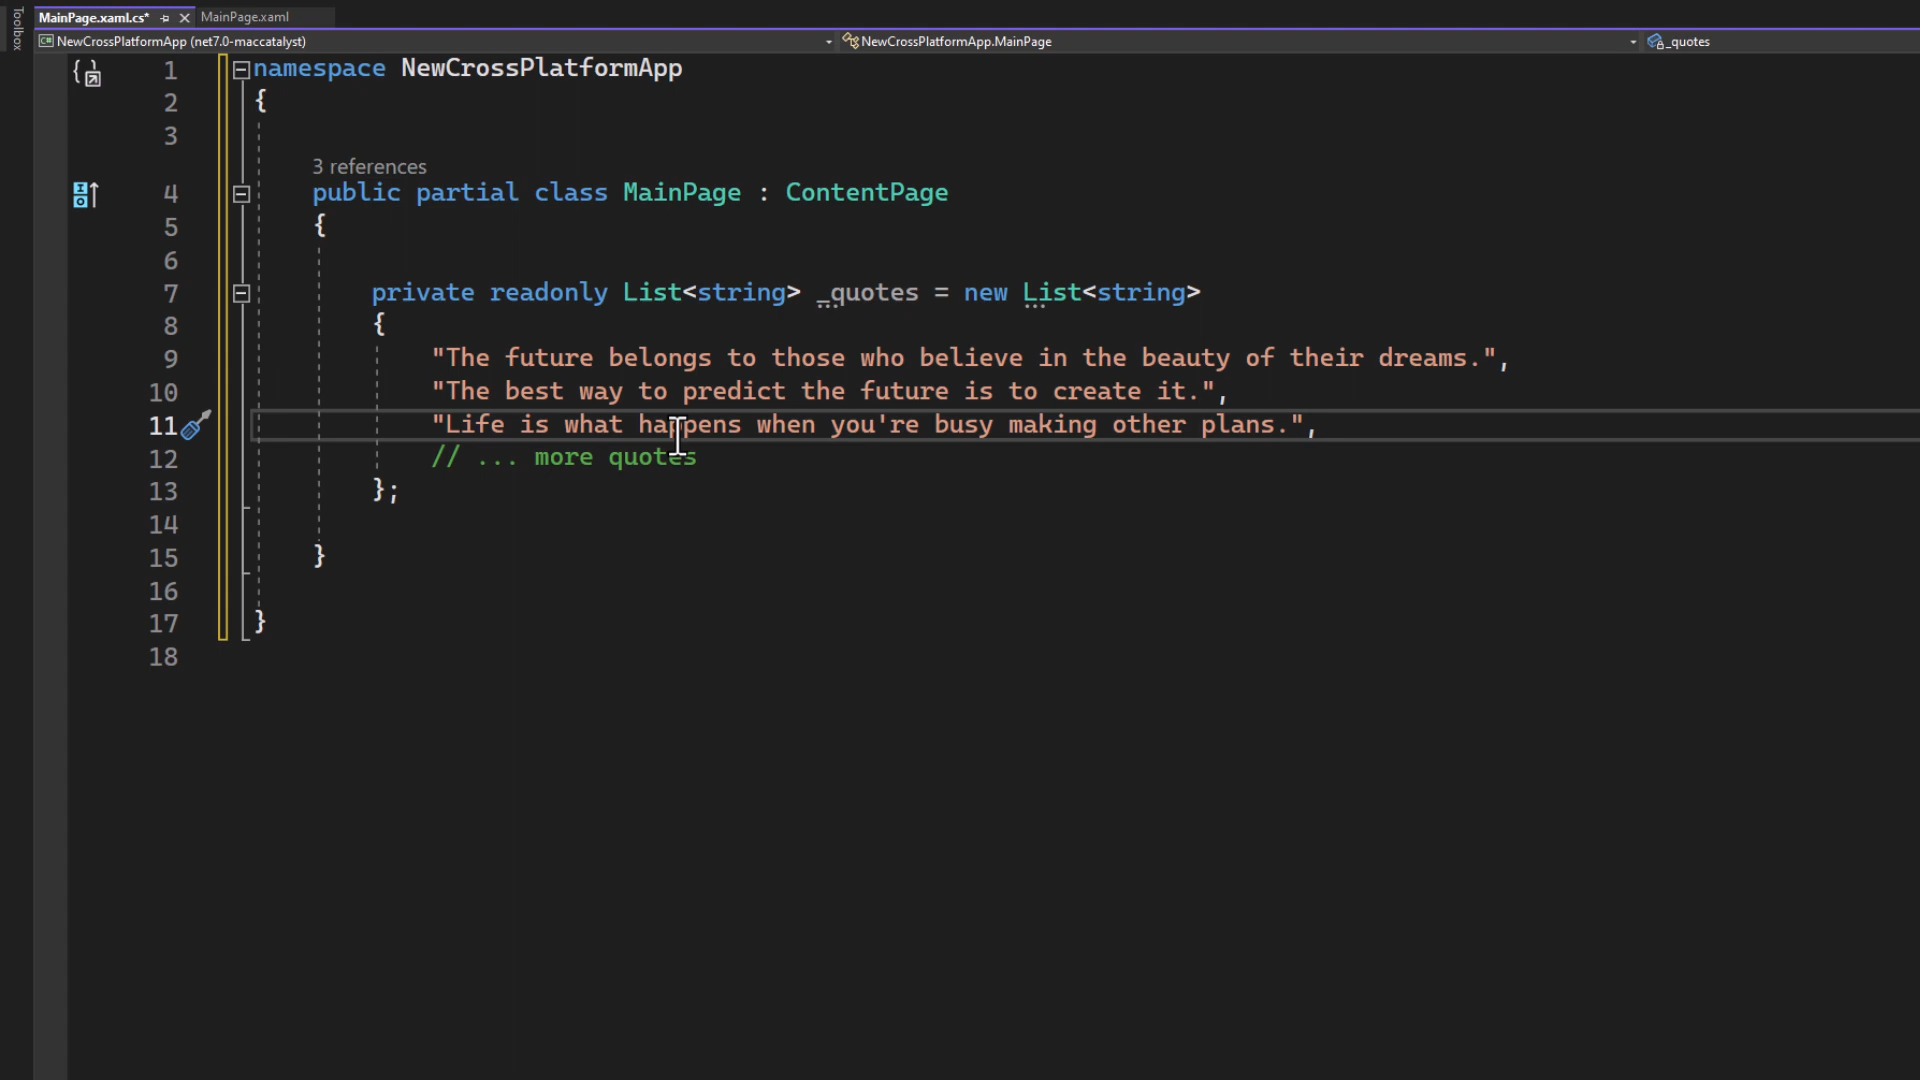 Toolbox
MainPage.xaml.cs* MainPage.xaml
C# NewCrossPlatformApp (net7.0-maccatalyst) NewCrossPlatformApp.MainPage _quotes
1 namespace NewCrossPlatformApp
2 {
3
3 references
4 public partial class MainPage : ContentPage
5 {
6
7 private readonly List<string> _quotes = new List<string>
8 {
9 "The future belongs to those who believe in the beauty of their dreams.",
10 "The best way to predict the future is to create it.",
11 "Life is what happens when you're busy making other plans.",
12 // ... more quotes
13 };
14
15 }
16
17 }
18